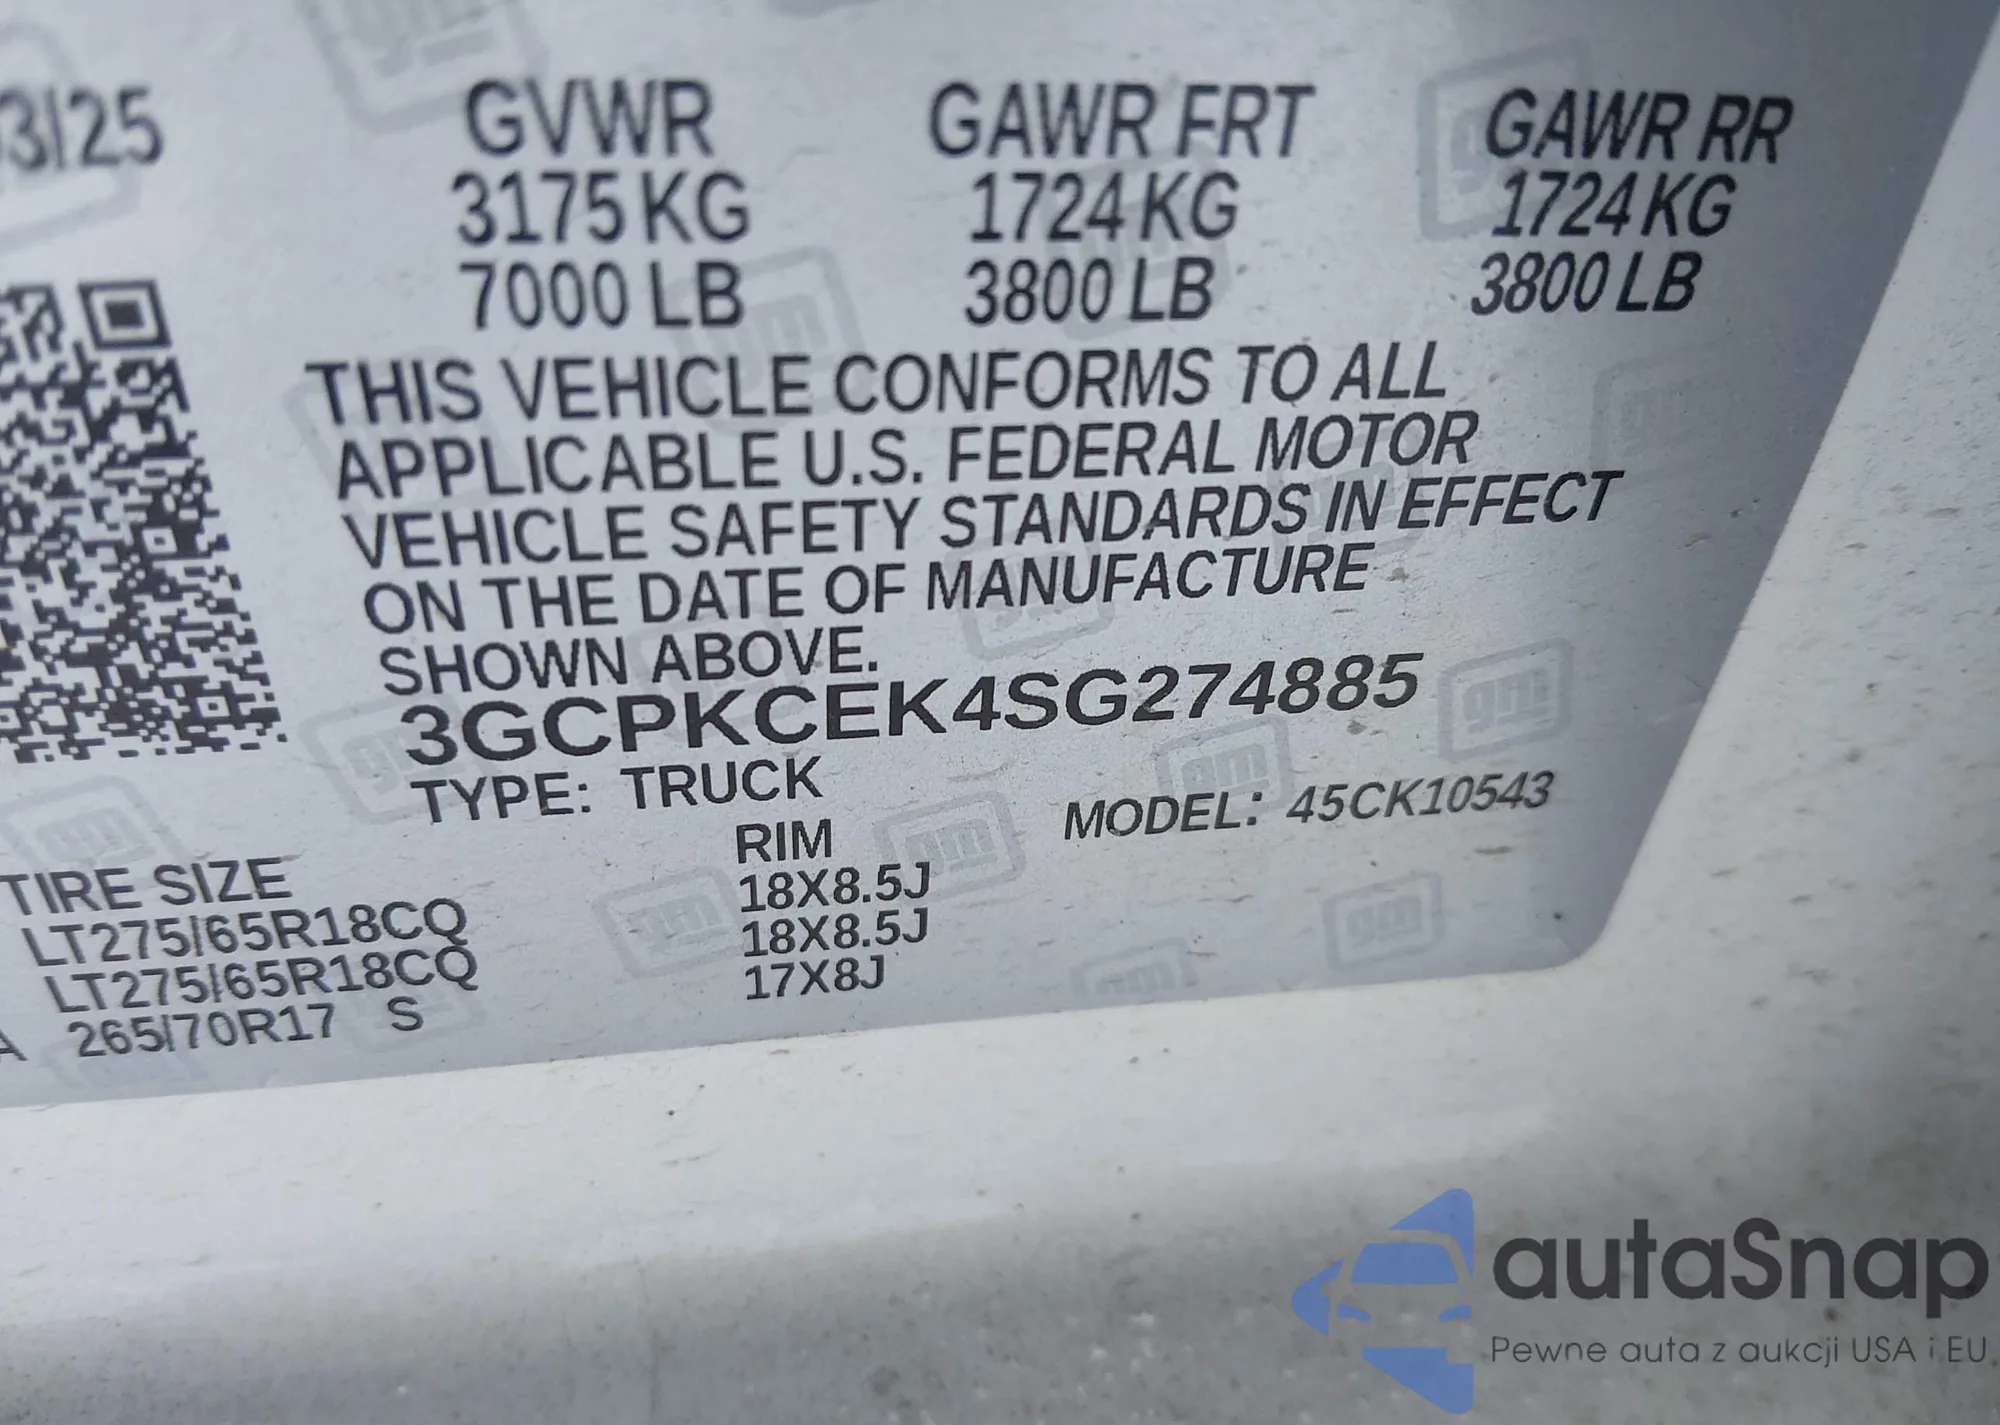 03/25
GVWR GAWR FRT GAWR RR
3175 KG 1724 KG 1724 KG
7000 LB 3800 LB 3800 LB
THIS VEHICLE CONFORMS TO ALL
APPLICABLE U.S. FEDERAL MOTOR
VEHICLE SAFETY STANDARDS IN EFFECT
ON THE DATE OF MANUFACTURE
SHOWN ABOVE.
3GCPKCEK4SG274885
TYPE: TRUCK MODEL: 45CK10543
TIRE SIZE RIM
LT275/65R18CQ 18X8.5J
LT275/65R18CQ 18X8.5J
A 265/70R17 S 17X8J
gm
autaSnap
Pewne auta z aukcji USA i EU